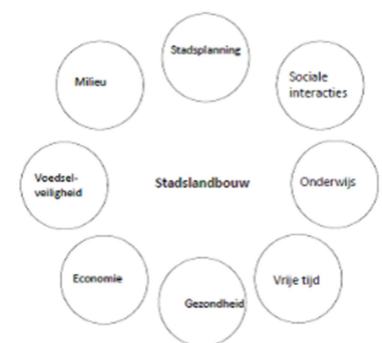 Stadsplanning
Milieu
Sociale
interacties
Voedsel-
veiligheid
Stadslandbouw
Onderwijs
Economie
Vrije tijd
Gezondheid